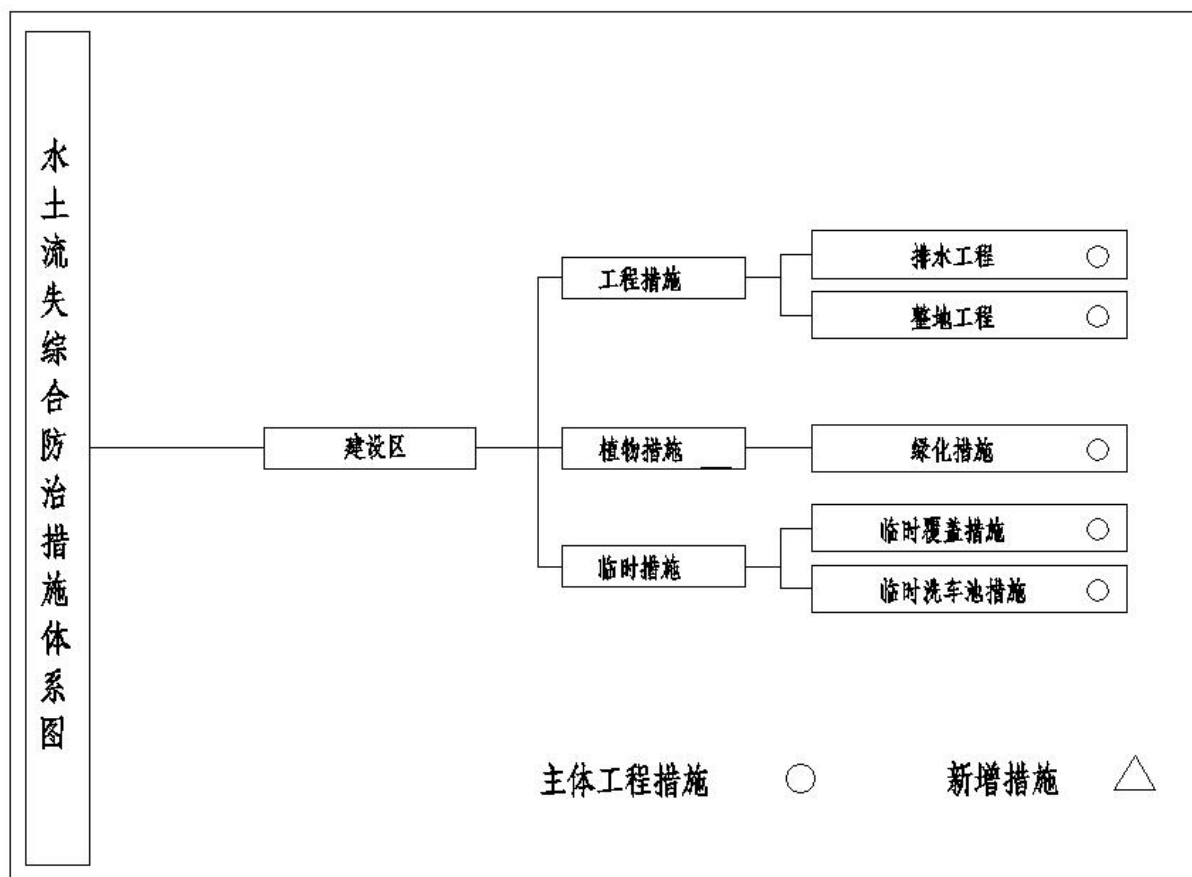 水土流失综合防治措施体系图
建设区
工程措施
排水工程
整地工程
植物措施
绿化措施
临时措施
临时覆盖措施
临时洗车池措施
主体工程措施
新增措施